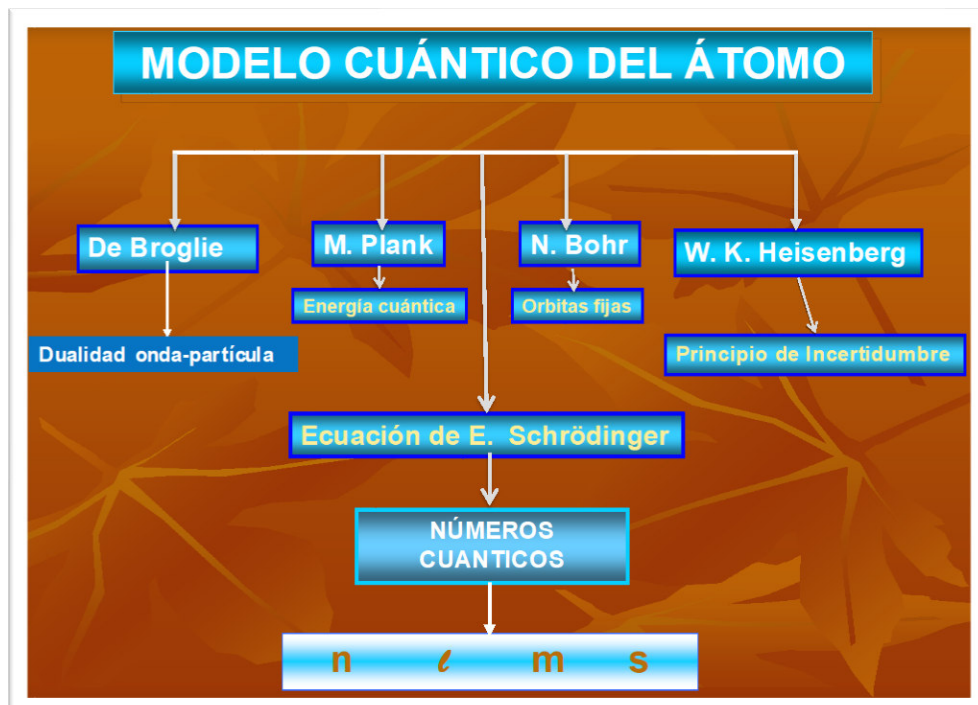 MODELO CUÁNTICO DEL ÁTOMO
De Broglie
M. Plank
N. Bohr
W. K. Heisenberg
Energía cuántica
Orbitas fijas
Dualidad onda-partícula
Principio de Incertidumbre
Ecuación de E. Schrödinger
NÚMEROS
CUANTICOS
n ℓ m s